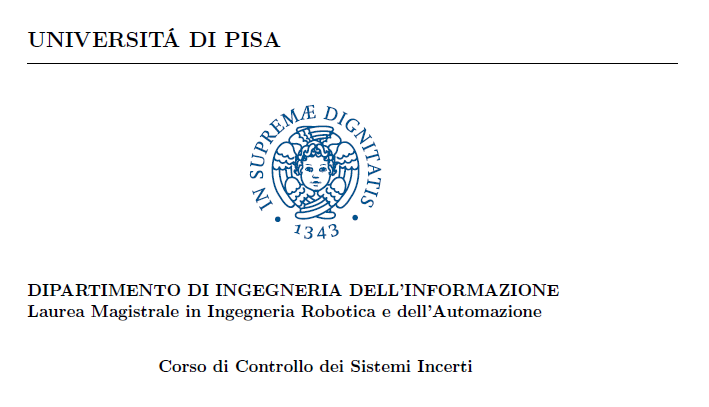 UNIVERSITÁ DI PISA
IN SUPREMÆ DIGNITATIS
1343
DIPARTIMENTO DI INGEGNERIA DELL'INFORMAZIONE
Laurea Magistrale in Ingegneria Robotica e dell'Automazione
Corso di Controllo dei Sistemi Incerti